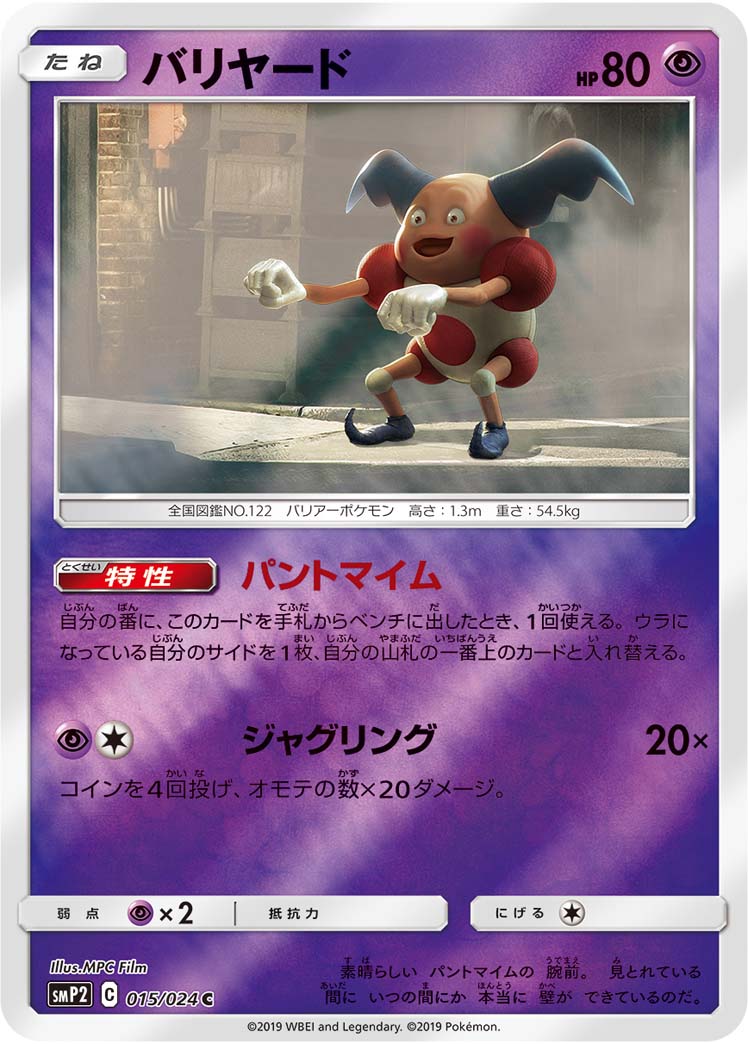 たね バリヤード HP80
全国図鑑NO.122 バリアーポケモン 高さ：1.3m 重さ：54.5kg
とくせい 特性 パントマイム
自分の番に、このカードを手札からベンチに出したとき、1回使える。ウラに
なっている自分のサイドを1枚、自分の山札の一番上のカードと入れ替える。
ジャグリング 20×
コインを4回投げ、オモテの数×20ダメージ。
弱点 ×2 抵抗力 にげる
Illus.MPC Film
素晴らしい パントマイムの 腕前。 見とれている
間に いつの間にか 本当に 壁が できているのだ。
SMP2 C 015/024 C
©2019 WBEI and Legendary. ©2019 Pokémon.